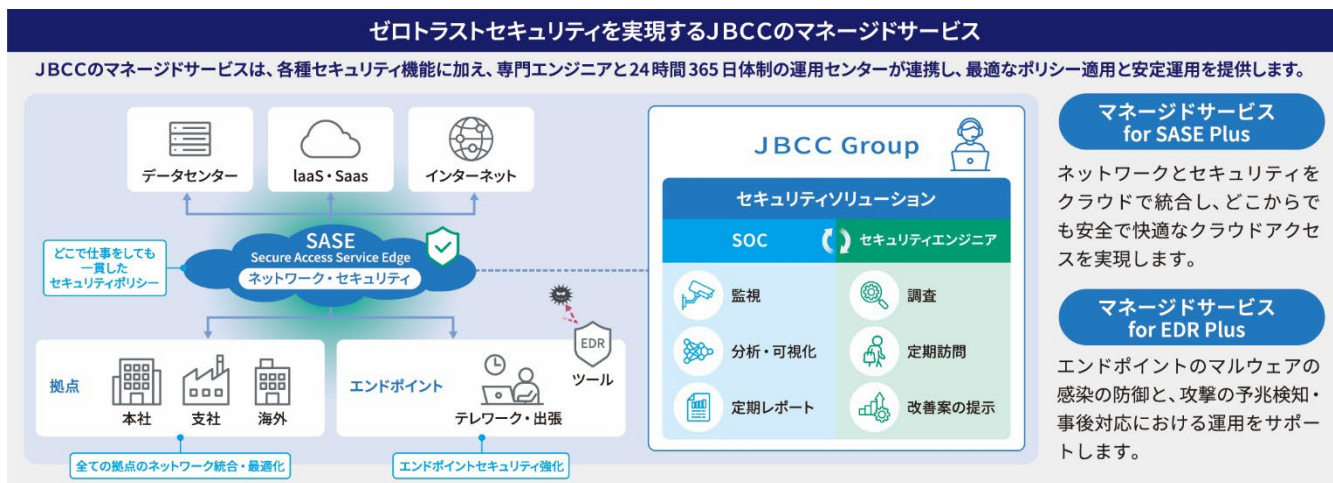 ゼロトラストセキュリティを実現するJBCCのマネージドサービス
JBCCのマネージドサービスは、各種セキュリティ機能に加え、専門エンジニアと24時間365日体制の運用センターが連携し、最適なポリシー適用と安定運用を提供します。
データセンター
IaaS・Saas
インターネット
どこで仕事をしても
一貫した
セキュリティポリシー
SASE
Secure Access Service Edge
ネットワーク・セキュリティ
拠点
本社
支社
海外
エンドポイント
テレワーク・出張
EDR
ツール
全ての拠点のネットワーク統合・最適化
エンドポイントセキュリティ強化
JBCC Group
セキュリティソリューション
SOC
セキュリティエンジニア
監視
調査
分析・可視化
定期訪問
定期レポート
改善案の提示
マネージドサービス
for SASE Plus
ネットワークとセキュリティを
クラウドで統合し、どこからで
も安全で快適なクラウドアクセ
スを実現します。
マネージドサービス
for EDR Plus
エンドポイントのマルウェアの
感染の防御と、攻撃の予兆検知・
事後対応における運用をサポー
トします。